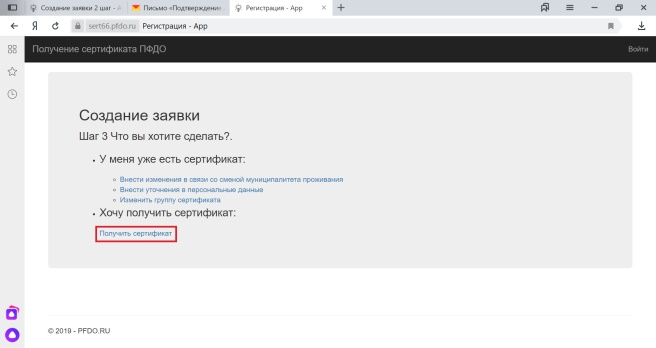 Создание заявки 2 шаг - А
Письмо «Подтверждение
Регистрация - App
Я
sert66.pfdo.ru Регистрация - App
Получение сертификата ПФДО
Войти
Создание заявки
Шаг 3 Что вы хотите сделать?.
У меня уже есть сертификат:
Внести изменения в связи со сменой муниципалитета проживания
Внести уточнения в персональные данные
Изменить группу сертификата
Хочу получить сертификат:
Получить сертификат
© 2019 - PFDO.RU